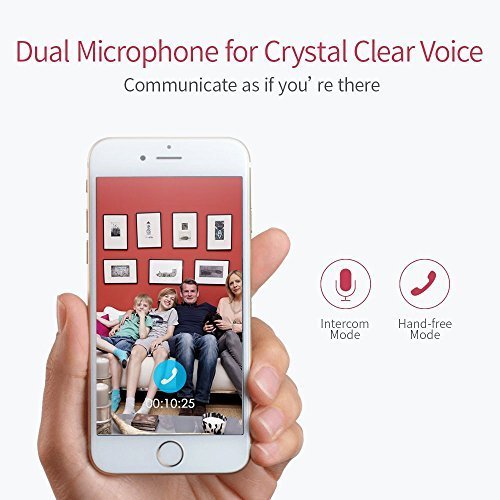 Dual Microphone for Crystal Clear Voice
Communicate as if you’ re there
Intercom
Mode
Hand-free
Mode
00:10:25